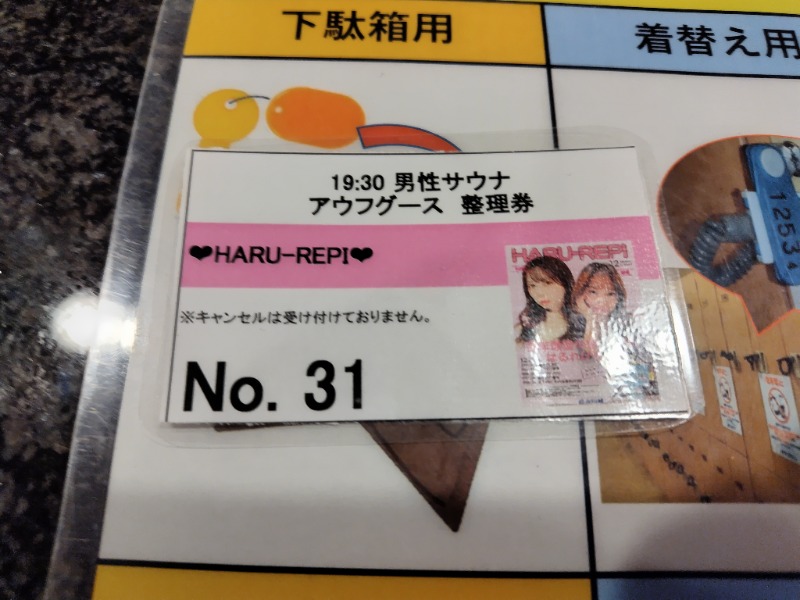 下駄箱用
着替え用
19:30 男性サウナ
アウフグース 整理券
❤HARU-REPI❤
HARU-REPI
※キャンセルは受け付けておりません。
No. 31
12534